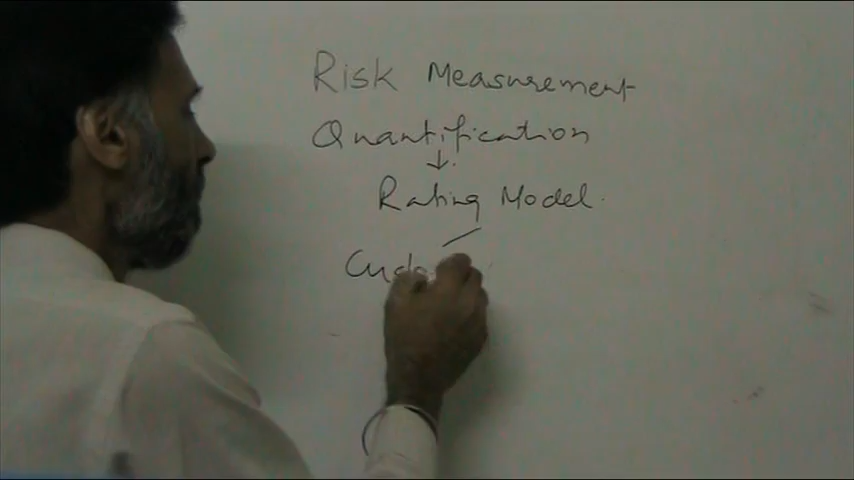 Risk Measurement
Quantification
Rating Model.